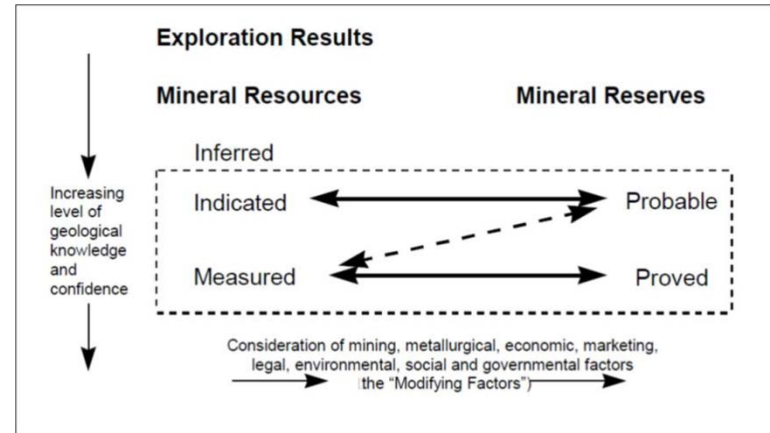 Exploration Results
Mineral Resources
Mineral Reserves
Inferred
Increasing
level of
geological
knowledge
and
confidence
Indicated
Probable
Measured
Proved
Consideration of mining, metallurgical, economic, marketing,
legal, environmental, social and governmental factors
(the “Modifying Factors”)